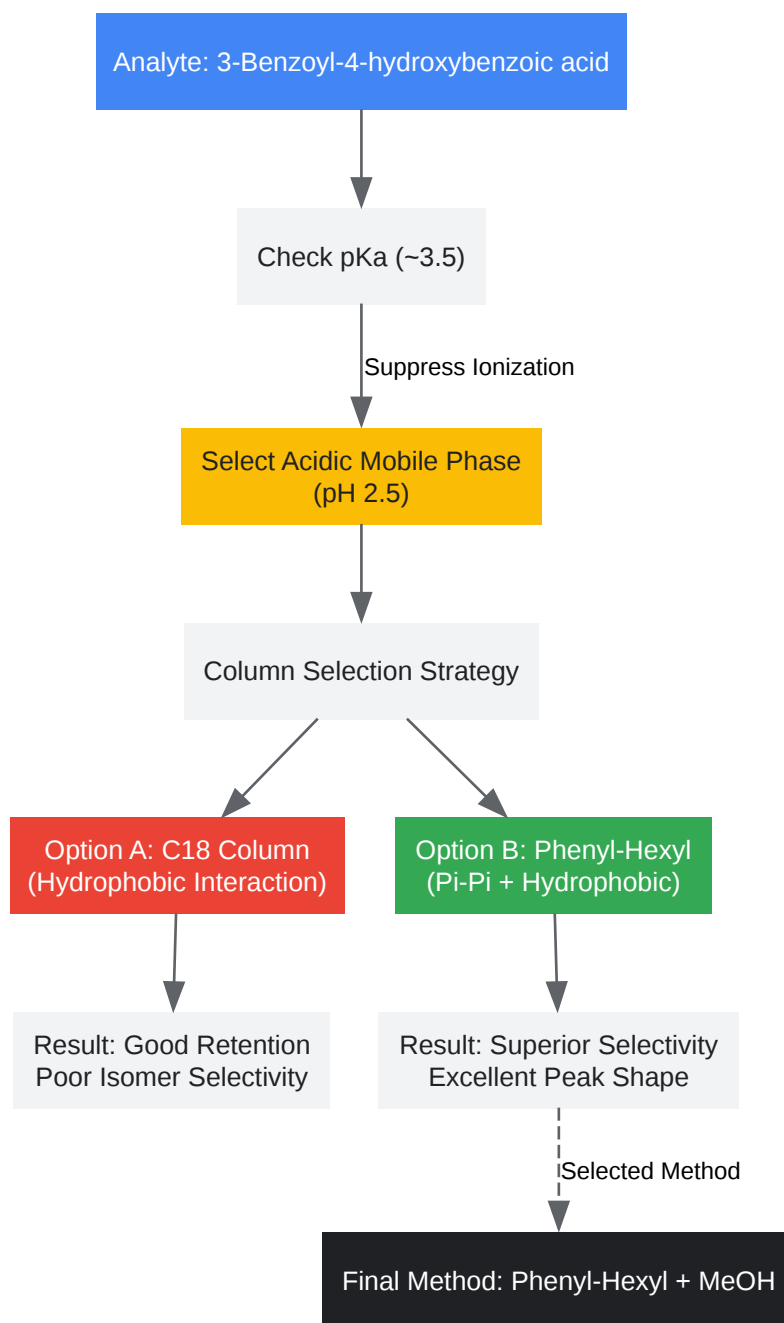 Analyte: 3-Benzoyl-4-hydroxybenzoic acid
Check pKa (~3.5)
Suppress Ionization
Select Acidic Mobile Phase
(pH 2.5)
Column Selection Strategy
Option A: C18 Column
(Hydrophobic Interaction)
Option B: Phenyl-Hexyl
(Pi-Pi + Hydrophobic)
Result: Good Retention
Poor Isomer Selectivity
Result: Superior Selectivity
Excellent Peak Shape
Selected Method
Final Method: Phenyl-Hexyl + MeOH